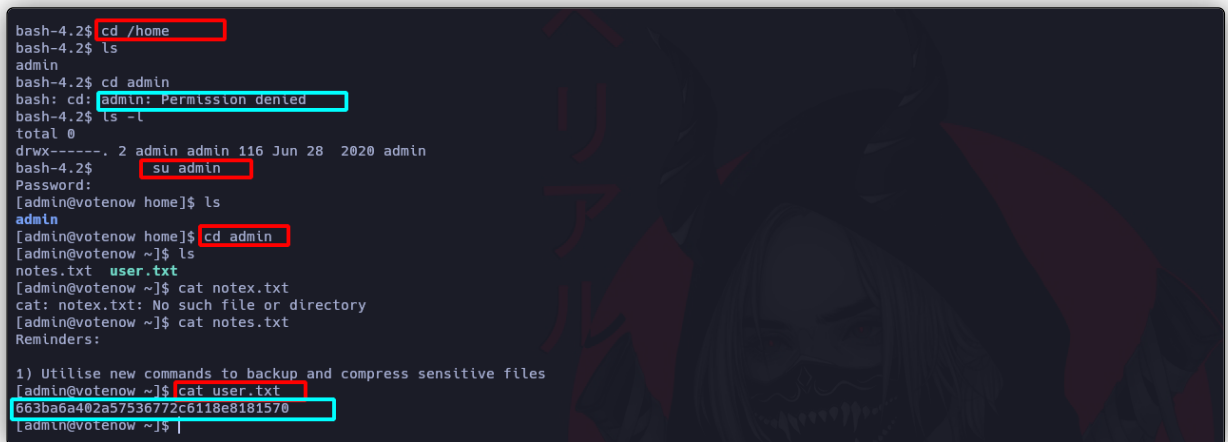 bash-4.2$ cd /home
bash-4.2$ ls
admin
bash-4.2$ cd admin
bash: cd: admin: Permission denied
bash-4.2$ ls -l
total 0
drwx------. 2 admin admin 116 Jun 28  2020 admin
bash-4.2$       su admin
Password:
[admin@votenow home]$ ls
admin
[admin@votenow home]$ cd admin
[admin@votenow ~]$ ls
notes.txt  user.txt
[admin@votenow ~]$ cat notex.txt
cat: notex.txt: No such file or directory
[admin@votenow ~]$ cat notes.txt
Reminders:

1) Utilise new commands to backup and compress sensitive files
[admin@votenow ~]$ cat user.txt
663ba6a402a57536772c6118e8181570
[admin@votenow ~]$
リアル